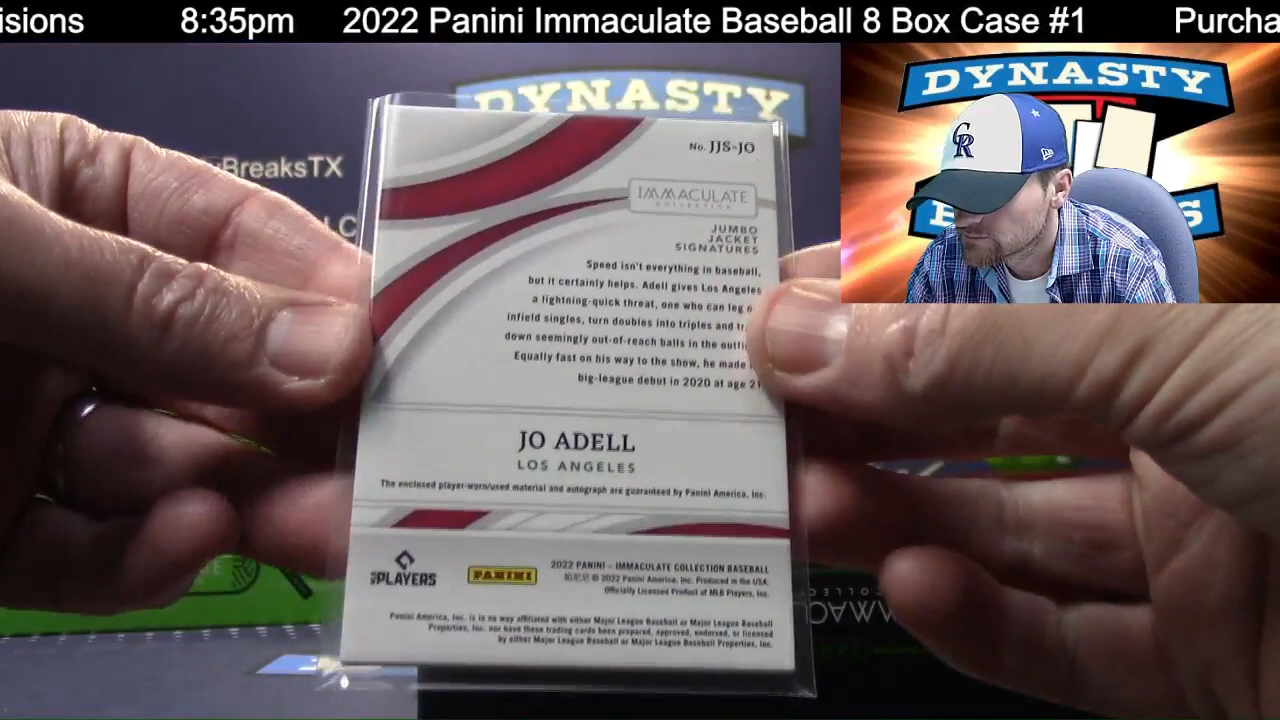 isions 8:35pm 2022 Panini Immaculate Baseball 8 Box Case #1 Purcha
DYNASTY
DYNASTY
BreaksTX
No. JJS-JO
IMMACULATE
COLLECTION
JUMBO
JACKET
SIGNATURES
Speed isn't everything in baseball,
but it certainly helps. Adell gives Los Angeles
a lightning-quick threat, one who can leg
infield singles, turn doubles into triples and
down seemingly out-of-reach balls in the
Equally fast on his way to the show, he made
big-league debut in 2020 at age 21
JO ADELL
LOS ANGELES
The enclosed player-worn/used material and autograph are guaranteed by Panini America, Inc.
PLAYERS
PANINI
2022 PANINI - IMMACULATE COLLECTION BASEBALL
帕尼尼 © 2022 Panini America, Inc. Produced in the USA.
Officially Licensed Product of MLB Players, Inc.
Panini America, Inc. is in no way affiliated with either Major League Baseball or Major League Baseball
Properties, Inc. nor have these trading cards been prepared, approved, endorsed, or licensed
by either Major League Baseball or Major League Baseball Properties, Inc.
CR